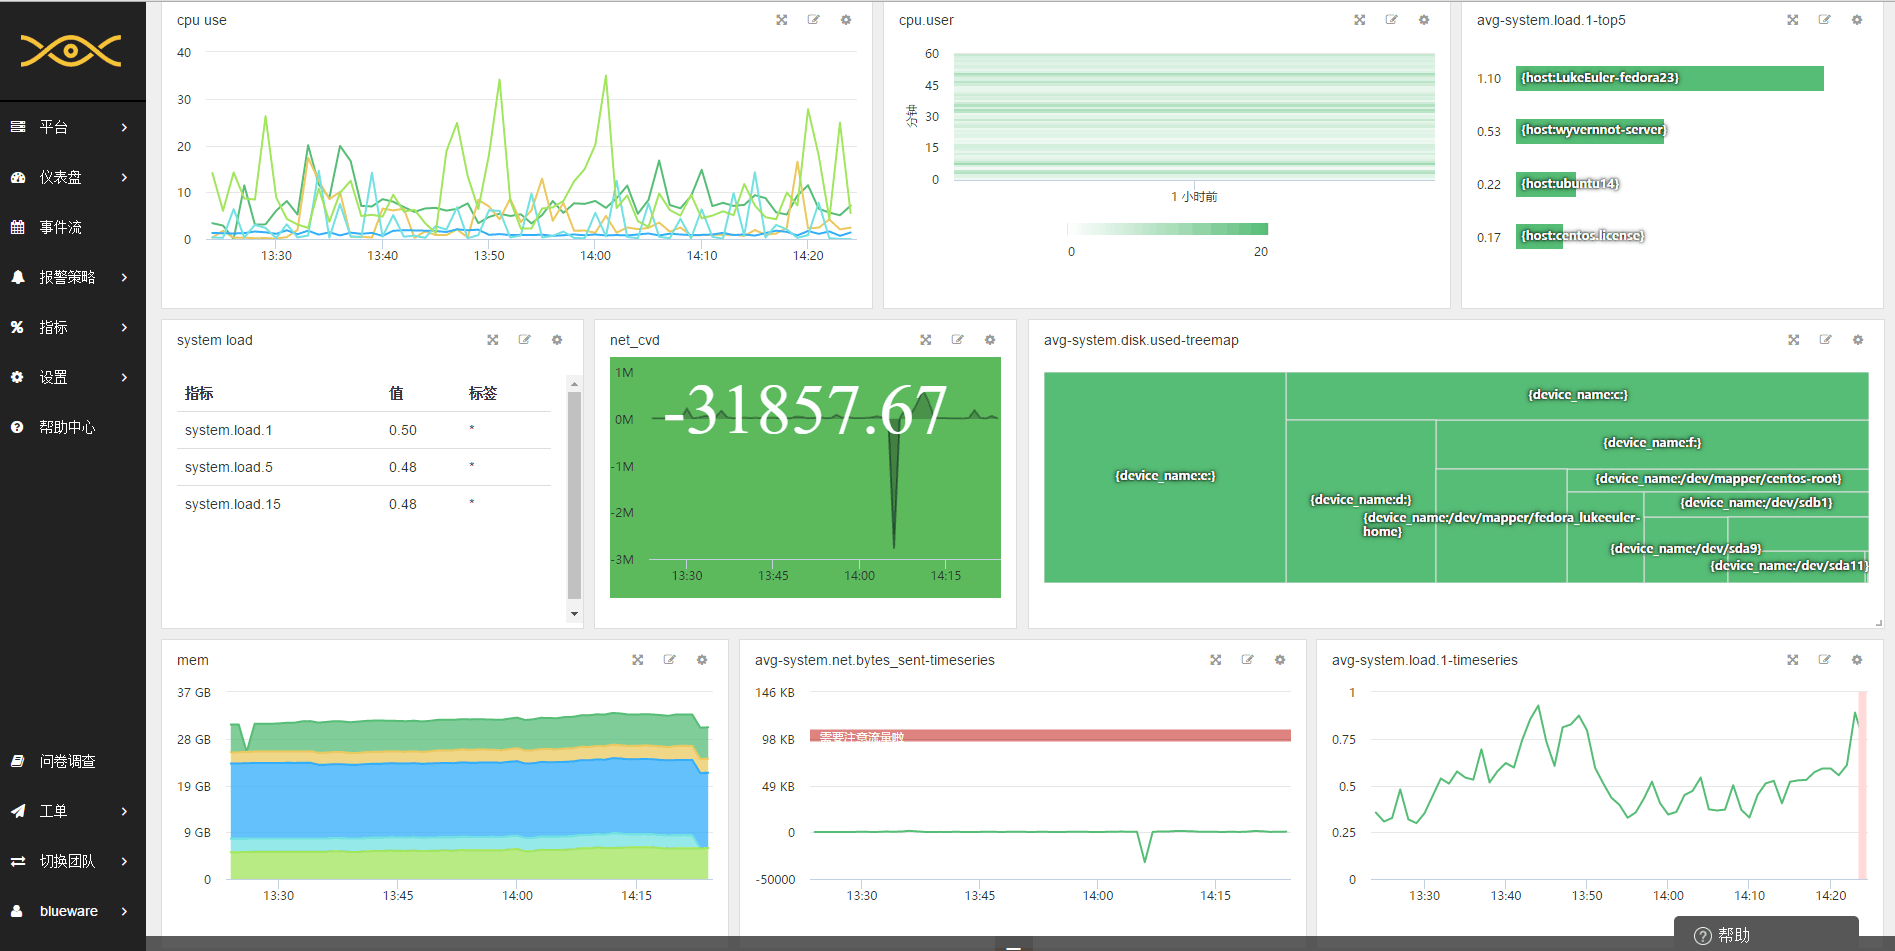 平台
仪表盘
事件流
报警策略
指标
设置
帮助中心
问卷调查
工单
切换团队
blueware
cpu use
40
30
20
10
0
13:30 13:40 13:50 14:00 14:10 14:20
cpu.user
分钟
60
45
30
15
0
1 小时前
0 20
avg-system.load.1-top5
1.10 {host:LukeEuler-fedora23}
0.53 {host:wyvernnot-server}
0.22 {host:ubuntu14}
0.17 {host:centos.license}
system load
指标 值 标签
system.load.1 0.50 *
system.load.5 0.48 *
system.load.15 0.48 *
net_cvd
-31857.67
1M
0M
-1M
-2M
-3M
13:30 13:45 14:00 14:15
avg-system.disk.used-treemap
{device_name:e:}
{device_name:c:}
{device_name:d:}
{device_name:f:}
{device_name:/dev/mapper/fedora_lukeeuler-
home}
{device_name:/dev/mapper/centos-root}
{device_name:/dev/sdb1}
{device_name:/dev/sda9}
{device_name:/dev/sda11}
mem
37 GB
28 GB
19 GB
9 GB
0
13:30 13:45 14:00 14:15
avg-system.net.bytes_sent-timeseries
146 KB
需要注意流量啦
98 KB
49 KB
0
-50000
13:30 13:45 14:00 14:15
avg-system.load.1-timeseries
1
0.75
0.5
0.25
0
13:30 13:40 13:50 14:00 14:10 14:20
? 帮助